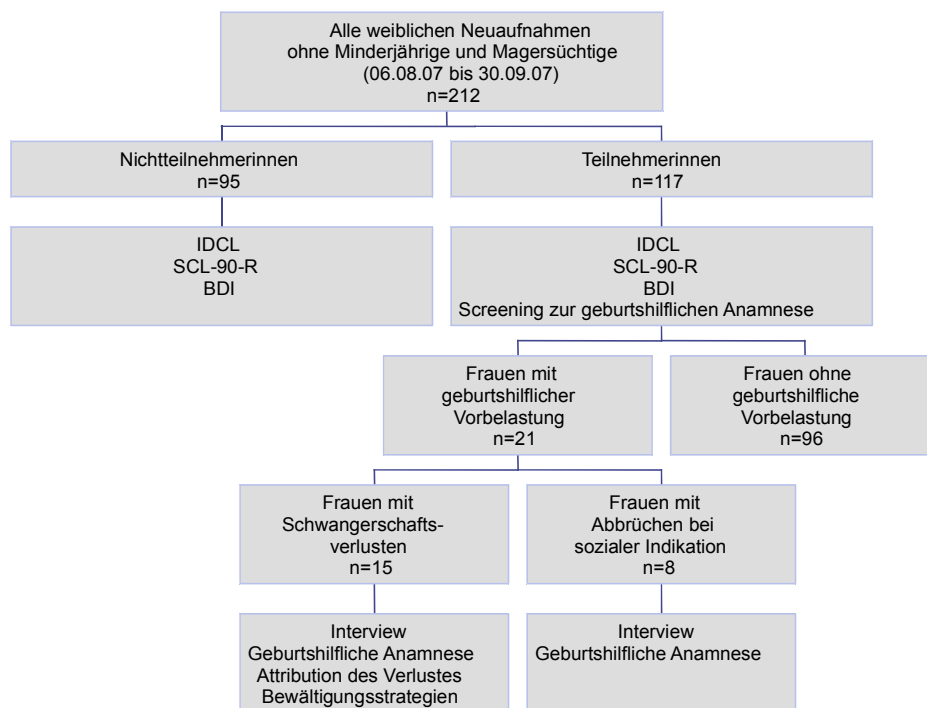 Alle weiblichen Neuaufnahmen
ohne Minderjährige und Magersüchtige
(06.08.07 bis 30.09.07)
n=212
Nichtteilnehmerinnen
n=95
Teilnehmerinnen
n=117
IDCL
SCL-90-R
BDI
IDCL
SCL-90-R
BDI
Screening zur geburtshilflichen Anamnese
Frauen mit
geburtshilflicher
Vorbelastung
n=21
Frauen ohne
geburtshilfliche
Vorbelastung
n=96
Frauen mit
Schwangerschafts-
verlusten
n=15
Frauen mit
Abbrüchen bei
sozialer Indikation
n=8
Interview
Geburtshilfliche Anamnese
Attribution des Verlustes
Bewältigungsstrategien
Interview
Geburtshilfliche Anamnese